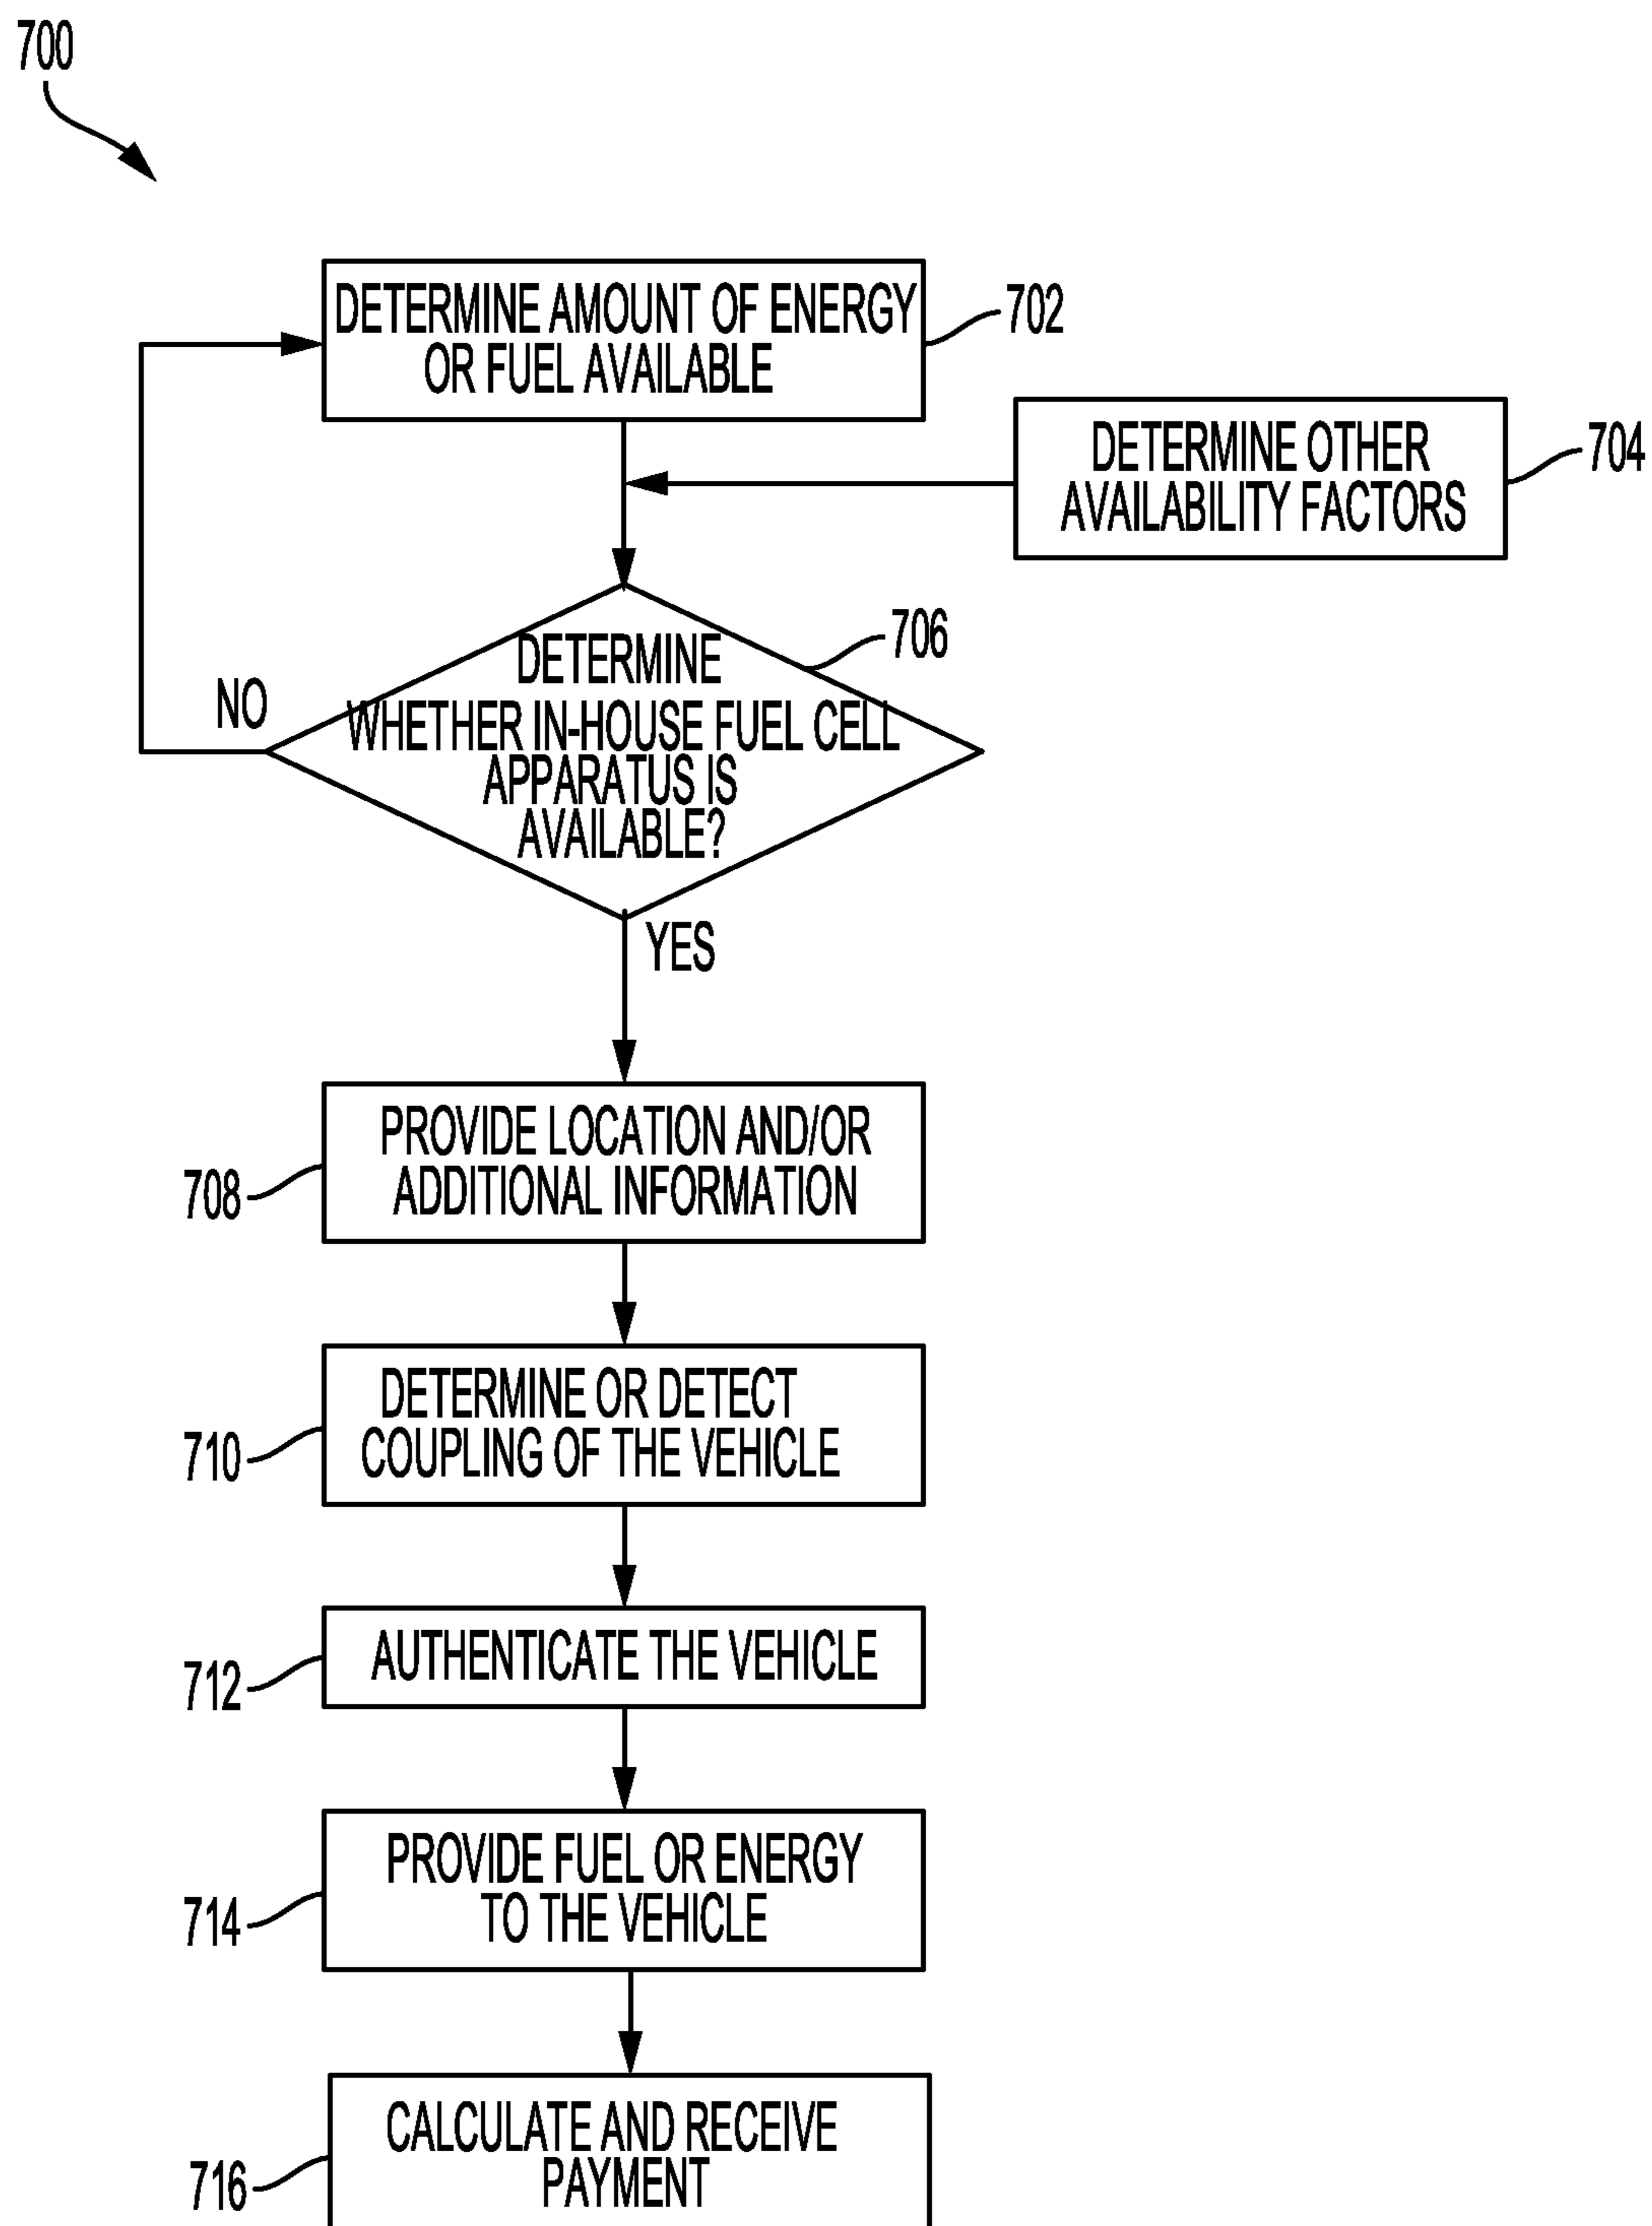 700
DETERMINE AMOUNT OF ENERGY
OR FUEL AVAILABLE
702
DETERMINE OTHER
AVAILABILITY FACTORS
704
DETERMINE
WHETHER IN-HOUSE FUEL CELL
APPARATUS IS
AVAILABLE?
706
NO
YES
PROVIDE LOCATION AND/OR
ADDITIONAL INFORMATION
708
DETERMINE OR DETECT
COUPLING OF THE VEHICLE
710
AUTHENTICATE THE VEHICLE
712
PROVIDE FUEL OR ENERGY
TO THE VEHICLE
714
CALCULATE AND RECEIVE
PAYMENT
716